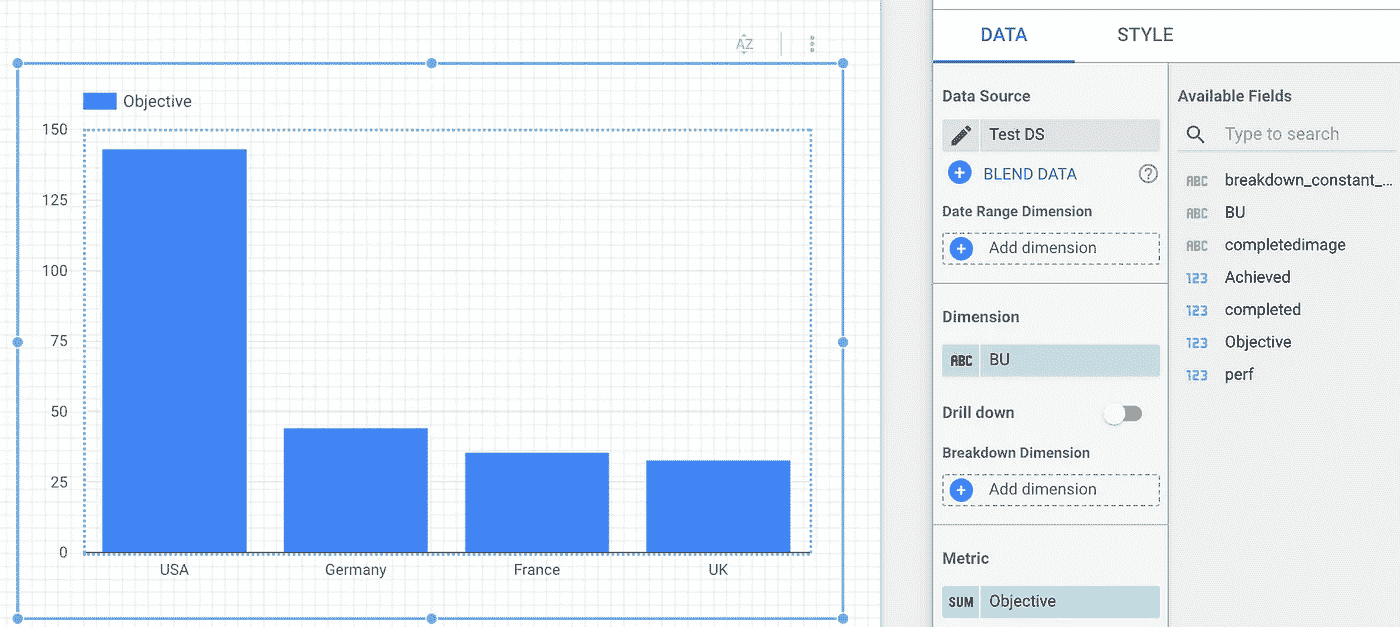 AZ
Objective
150
125
100
75
50
25
0
USA Germany France UK
DATA STYLE
Data Source
Test DS
BLEND DATA ?
Date Range Dimension
Add dimension
Dimension
ABC BU
Drill down
Breakdown Dimension
Add dimension
Metric
SUM Objective
Available Fields
Type to search
ABC breakdown_constant_...
ABC BU
ABC completedimage
123 Achieved
123 completed
123 Objective
123 perf